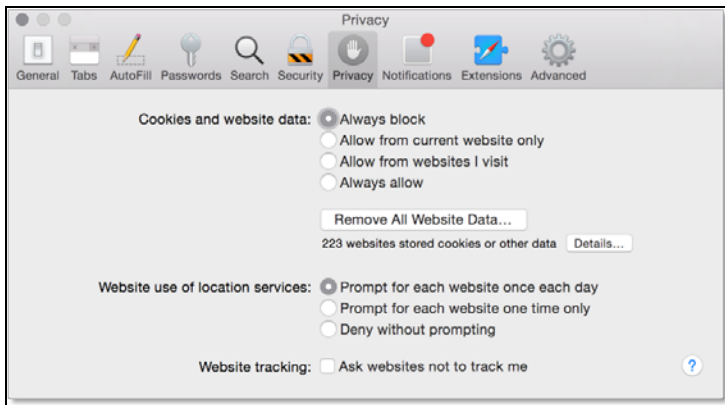 Privacy
General Tabs AutoFill Passwords Search Security Privacy Notifications Extensions Advanced
Cookies and website data: Always block
Allow from current website only
Allow from websites I visit
Always allow
Remove All Website Data...
223 websites stored cookies or other data Details...
Website use of location services: Prompt for each website once each day
Prompt for each website one time only
Deny without prompting
Website tracking: Ask websites not to track me ?